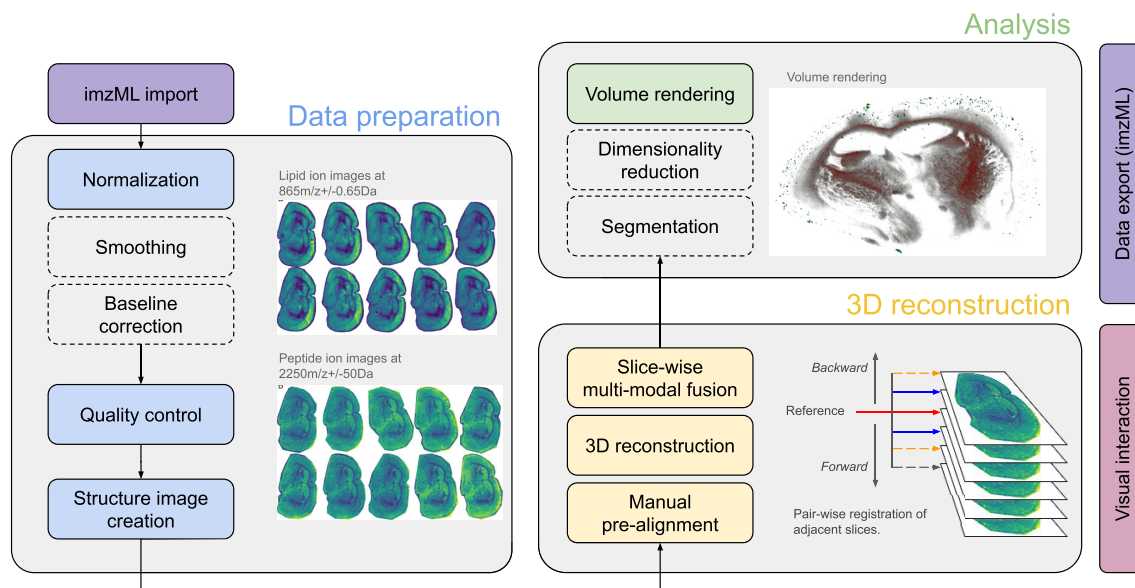 imzML import
Data preparation
Normalization
Smoothing
Baseline
correction
Quality control
Structure image
creation
Lipid ion images at
865m/z+/-0.65Da
Peptide ion images at
2250m/z+/-50Da
Analysis
Volume rendering
Dimensionality
reduction
Segmentation
Volume rendering
3D reconstruction
Slice-wise
multi-modal fusion
3D reconstruction
Manual
pre-alignment
Backward
Reference
Forward
Pair-wise registration of
adjacent slices.
Data export (imzML)
Visual interaction